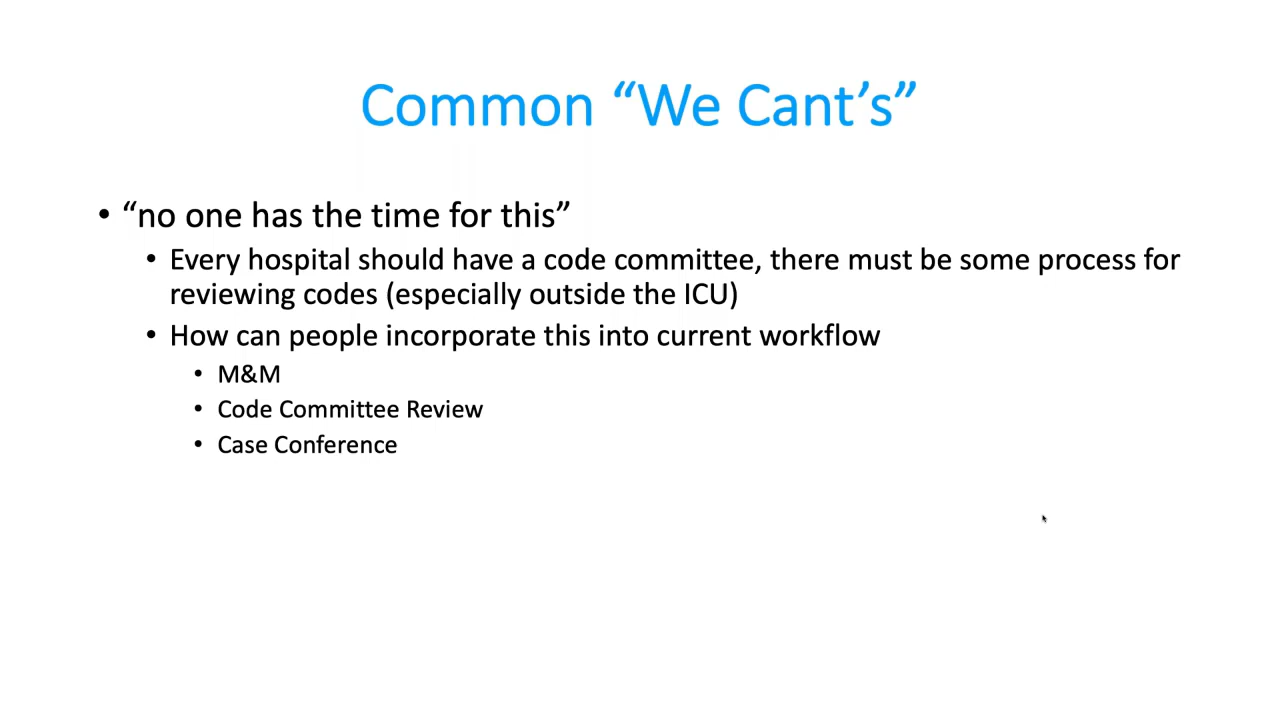 Common “We Cant’s”
• “no one has the time for this”
• Every hospital should have a code committee, there must be some process for
reviewing codes (especially outside the ICU)
• How can people incorporate this into current workflow
• M&M
• Code Committee Review
• Case Conference